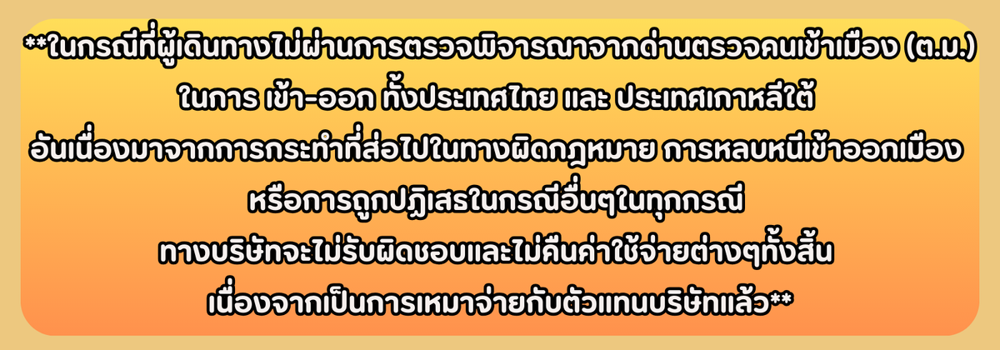 **ในกรณีที่ผู้เดินทางไม่ผ่านการตรวจพิจารณาจากด่านตรวจคนเข้าเมือง (ต.ม.)
ในการ เข้า-ออก ทั้งประเทศไทย และ ประเทศเกาหลีใต้
อันเนื่องมาจากการกระทำที่ส่อไปในทางผิดกฎหมาย การหลบหนีเข้าออกเมือง
หรือการถูกปฏิเสธในกรณีอื่นๆในทุกกรณี
ทางบริษัทจะไม่รับผิดชอบและไม่คืนค่าใช้จ่ายต่างๆทั้งสิ้น
เนื่องจากเป็นการเหมาจ่ายกับตัวแทนบริษัทแล้ว**